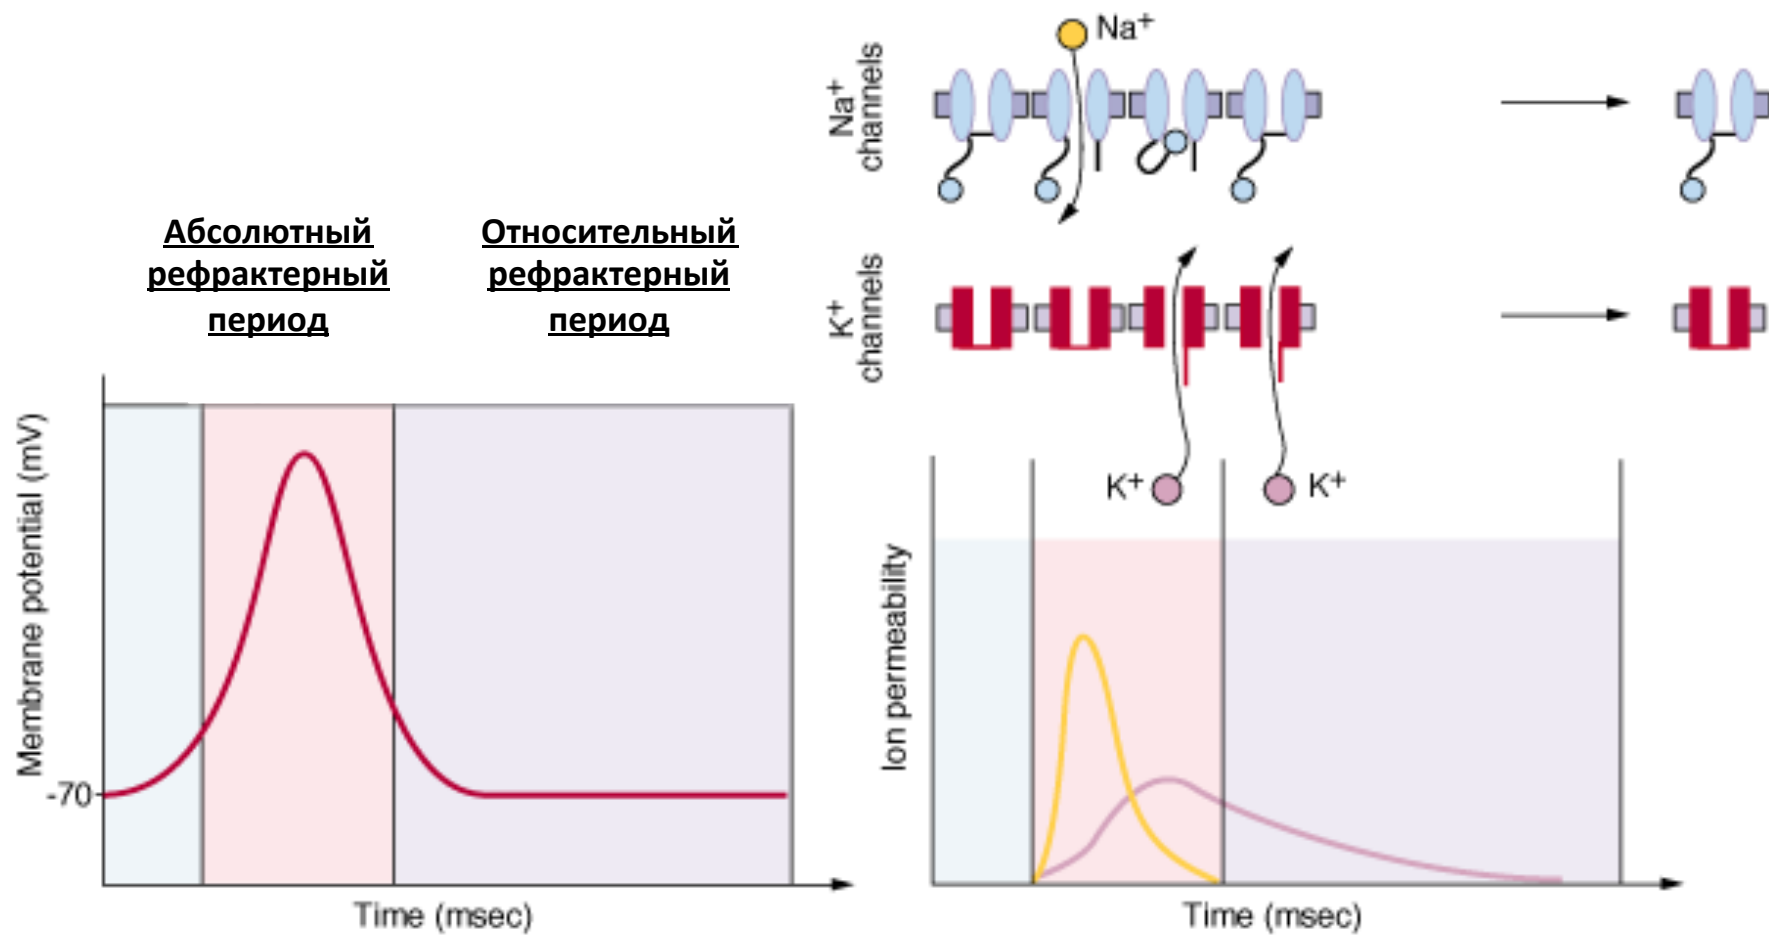 Абсолютный
рефрактерный
период
Относительный
рефрактерный
период
Membrane potential (mV)
-70
Time (msec)
Na⁺
channels
Na⁺
K⁺
channels
K⁺
K⁺
Ion permeability
Time (msec)